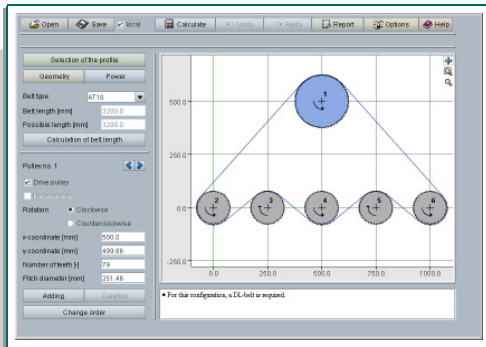 Open Save local Calculate Undo Redo Report Options Help
Selection of the profile
Geometry Power
Belt type AT10
Belt length [mm] 3200.0
Possible length [mm] 3200.0
Calculation of belt length
Pulley no. 1
Drive pulley
Rotation Clockwise
Counterclockwise
x-coordinate [mm] 500.0
y-coordinate [mm] 499.86
Number of teeth [-] 79
Pitch diameter [mm] 251.46
Adding Deletion
Change order
1
500.0
250.0
2 3 4 5 6
0.0
-250.0
0.0 250.0 500.0 750.0 1000.0
• For this configuration, a DL-belt is required.